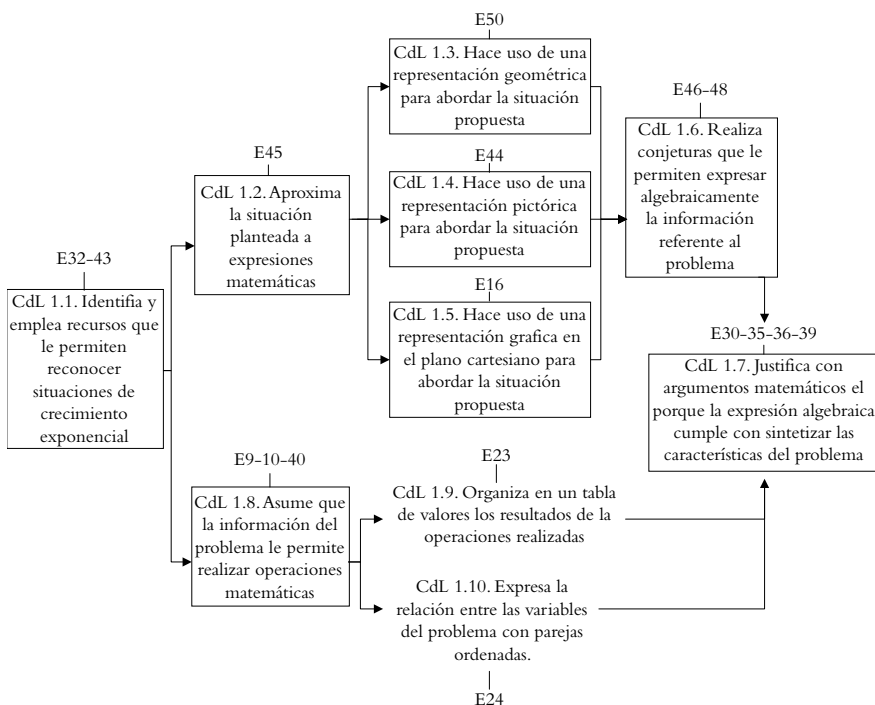 E50
CdL 1.3. Hace uso de una
representación geométrica
para abordar la situación
propuesta
E46-48
CdL 1.6. Realiza
conjeturas que le
permiten expresar
algebraicamente
la información
referente al
problema
E45
CdL 1.2. Aproxima
la situación
planteada a
expresiones
matemáticas
E44
CdL 1.4. Hace uso de una
representación pictórica
para abordar la situación
propuesta
E32-43
CdL 1.1. Identifia y
emplea recursos que
le permiten
reconocer
situaciones de
crecimiento
exponencial
E16
CdL 1.5. Hace uso de una
representación grafica en
el plano cartesiano para
abordar la situación
propuesta
E30-35-36-39
CdL 1.7. Justifica con
argumentos matemáticos el
porque la expresión algebraica
cumple con sintetizar las
características del problema
E9-10-40
CdL 1.8. Asume que
la información del
problema le permite
realizar operaciones
matemáticas
E23
CdL 1.9. Organiza en un tabla
de valores los resultados de la
operaciones realizadas
CdL 1.10. Expresa la
relación entre las variables
del problema con parejas
ordenadas.
E24